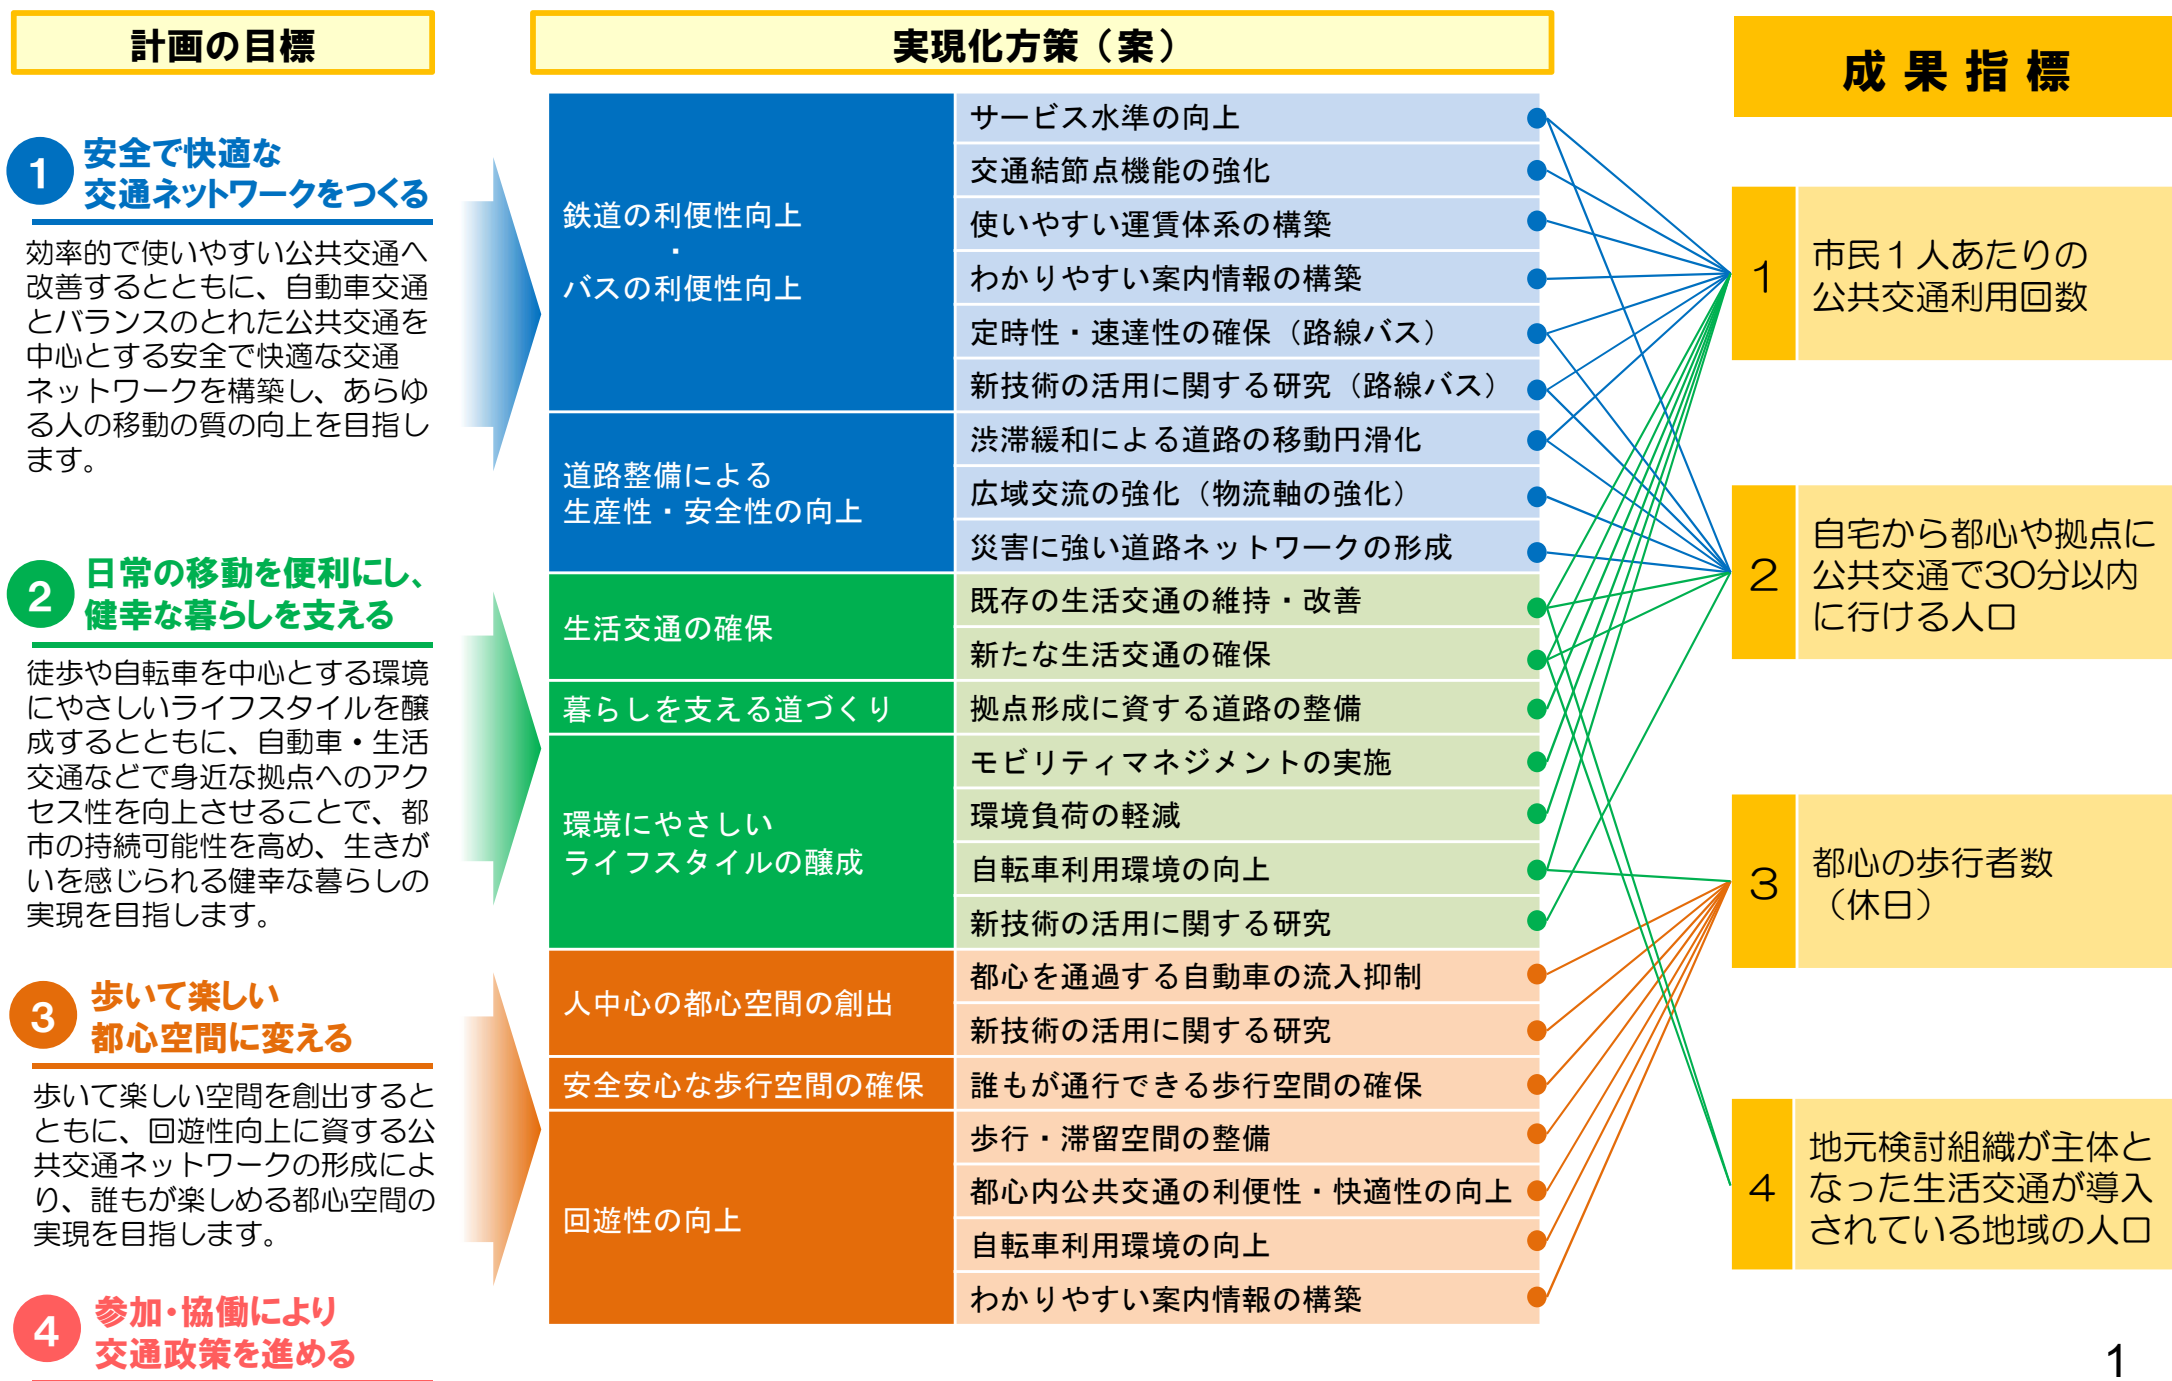 計画の目標
1
安全で快適な
交通ネットワークをつくる
効率的で使いやすい公共交通へ
改善するとともに、自動車交通
とバランスのとれた公共交通を
中心とする安全で快適な交通
ネットワークを構築し、あらゆ
る人の移動の質の向上を目指し
ます。
2
日常の移動を便利にし、
健幸な暮らしを支える
徒歩や自転車を中心とする環境
にやさしいライフスタイルを醸
成するとともに、自動車・生活
交通などで身近な拠点へのアク
セス性を向上させることで、都
市の持続可能性を高め、生きが
いを感じられる健幸な暮らしの
実現を目指します。
3
歩いて楽しい
都心空間に変える
歩いて楽しい空間を創出すると
ともに、回遊性向上に資する公
共交通ネットワークの形成によ
り、誰もが楽しめる都心空間の
実現を目指します。
4
参加・協働により
交通政策を進める
実現化方策（案）
鉄道の利便性向上
・
バスの利便性向上
サービス水準の向上
交通結節点機能の強化
使いやすい運賃体系の構築
わかりやすい案内情報の構築
定時性・速達性の確保（路線バス）
新技術の活用に関する研究（路線バス）
道路整備による
生産性・安全性の向上
渋滞緩和による道路の移動円滑化
広域交流の強化（物流軸の強化）
災害に強い道路ネットワークの形成
生活交通の確保
既存の生活交通の維持・改善
新たな生活交通の確保
暮らしを支える道づくり
拠点形成に資する道路の整備
環境にやさしい
ライフスタイルの醸成
モビリティマネジメントの実施
環境負荷の軽減
自転車利用環境の向上
新技術の活用に関する研究
人中心の都心空間の創出
都心を通過する自動車の流入抑制
新技術の活用に関する研究
安全安心な歩行空間の確保
誰もが通行できる歩行空間の確保
回遊性の向上
歩行・滞留空間の整備
都心内公共交通の利便性・快適性の向上
自転車利用環境の向上
わかりやすい案内情報の構築
成果指標
1
市民１人あたりの
公共交通利用回数
2
自宅から都心や拠点に
公共交通で30分以内
に行ける人口
3
都心の歩行者数
（休日）
4
地元検討組織が主体と
なった生活交通が導入
されている地域の人口
1